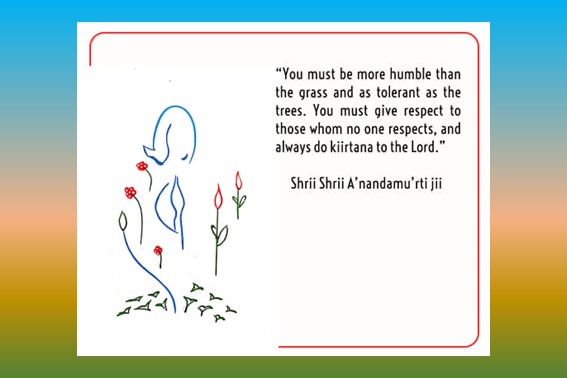 “You must be more humble than
the grass and as tolerant as the
trees. You must give respect to
those whom no one respects, and
always do kiirtana to the Lord.”
Shrii Shrii A’nandamu’rti jii